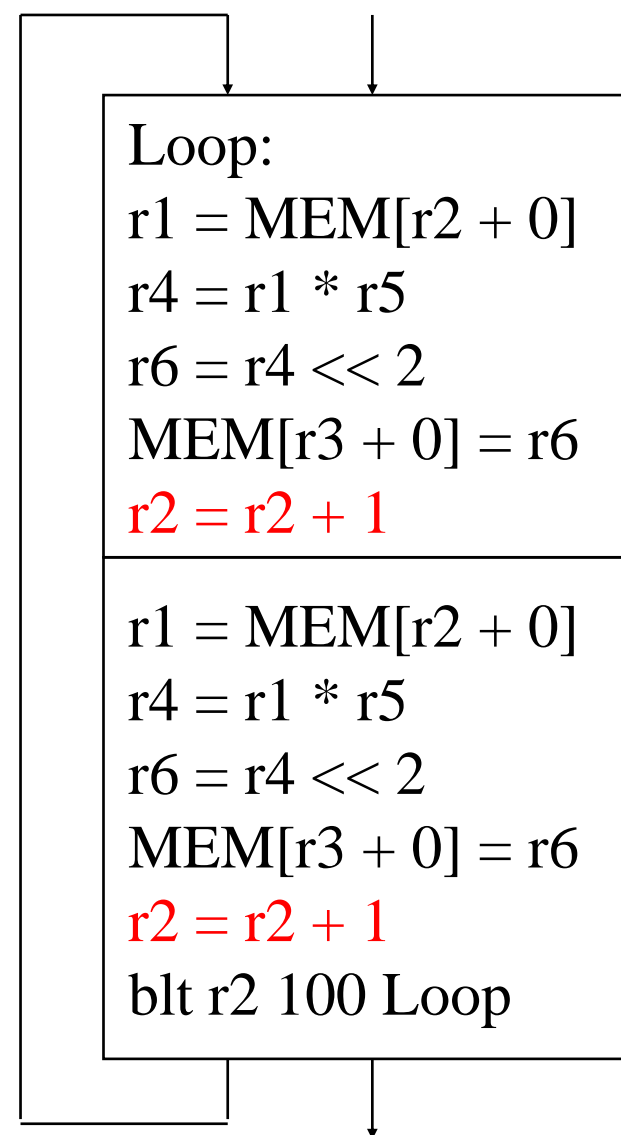 Loop:
r1 = MEM[r2 + 0]
r4 = r1 * r5
r6 = r4 << 2
MEM[r3 + 0] = r6
r2 = r2 + 1
r1 = MEM[r2 + 0]
r4 = r1 * r5
r6 = r4 << 2
MEM[r3 + 0] = r6
r2 = r2 + 1
blt r2 100 Loop